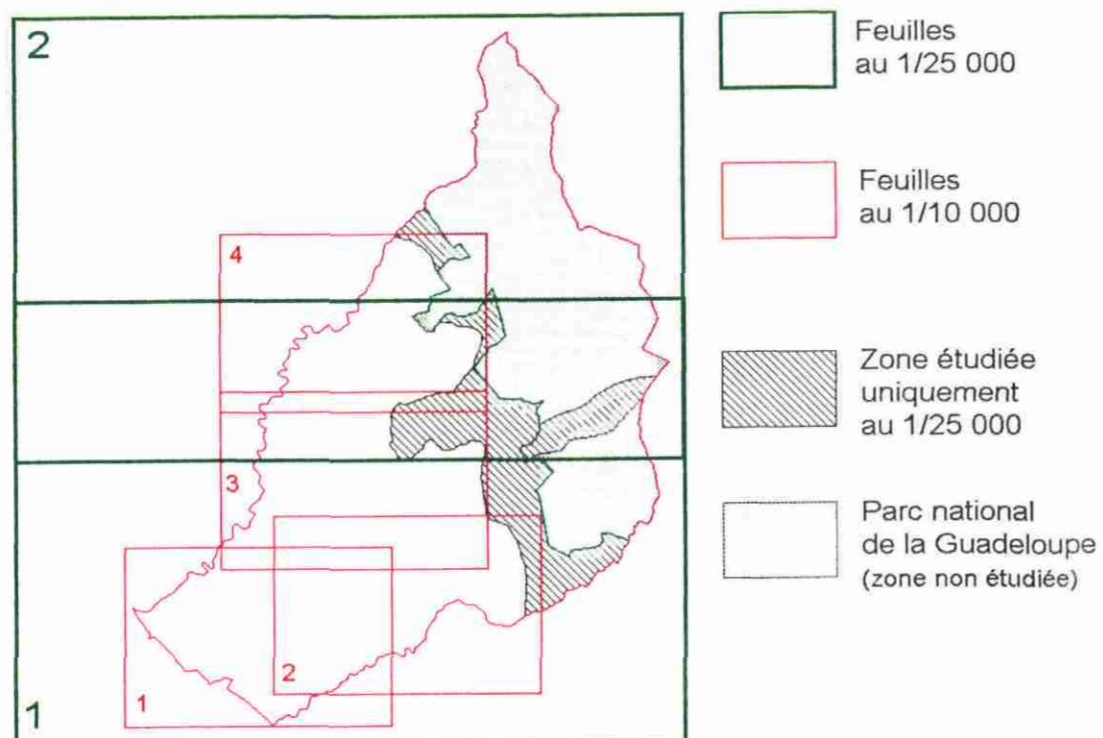 2
4
3
2
1
1
Feuilles
au 1/25 000
Feuilles
au 1/10 000
Zone étudiée
uniquement
au 1/25 000
Parc national
de la Guadeloupe
(zone non étudiée)